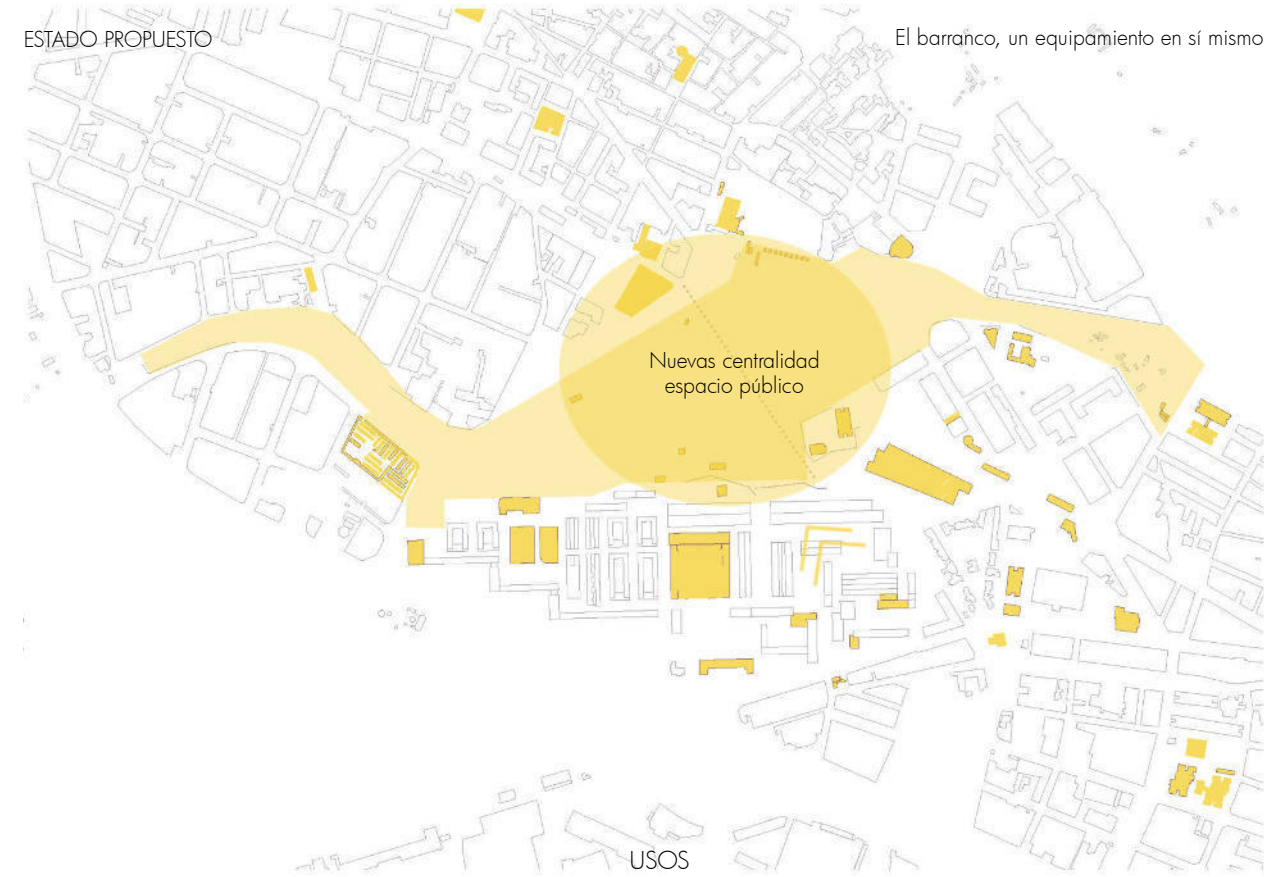 ESTADO PROPUESTO
El barranco, un equipamiento en sí mismo
Nuevas centralidad
espacio público
USOS